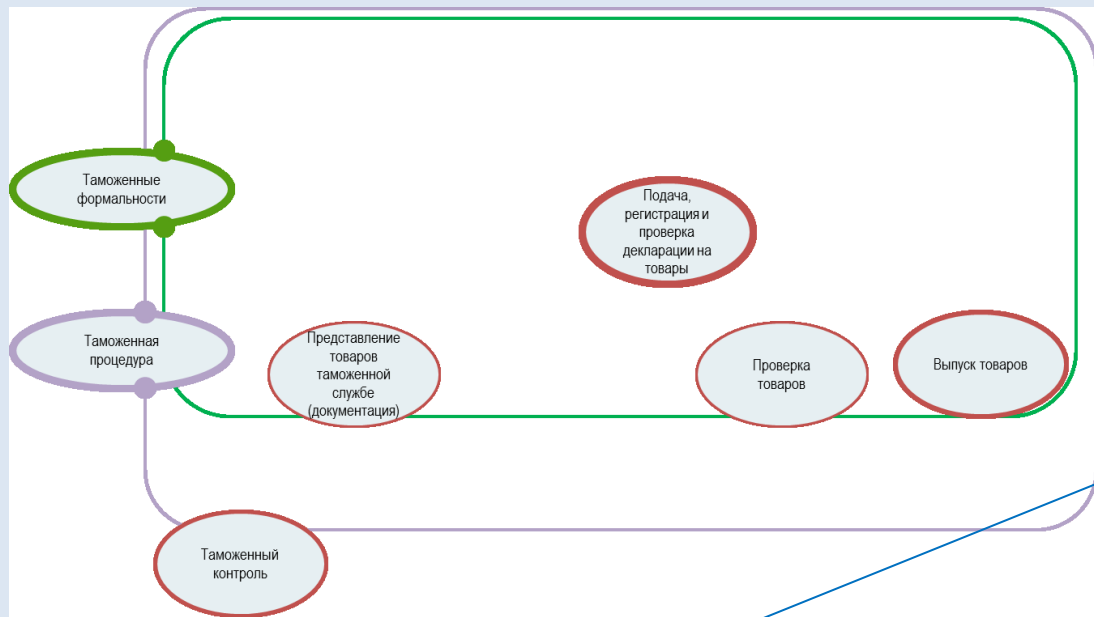 Таможенные
формальности
Подача,
регистрация и
проверка
декларации на
товары
Таможенная
процедура
Представление
товаров
таможенной
службе
(документация)
Проверка
товаров
Выпуск товаров
Таможенный
контроль